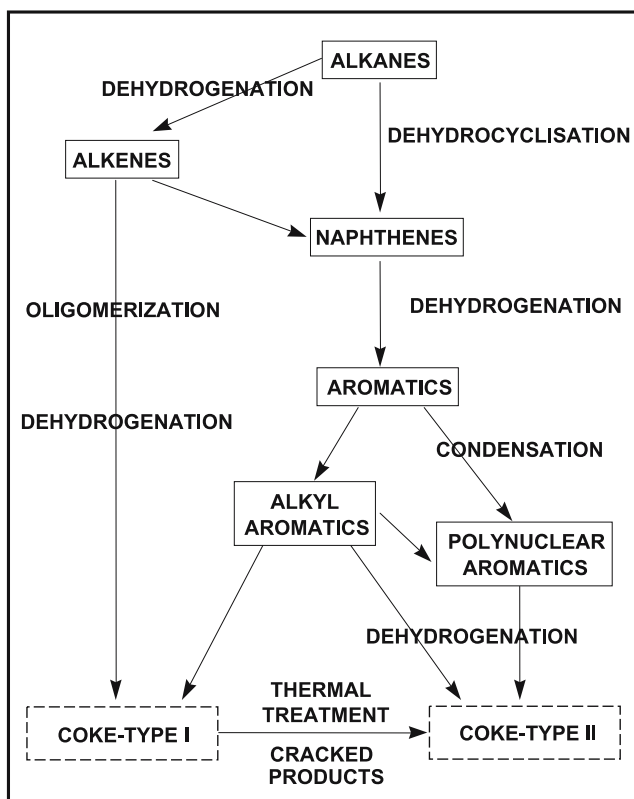 ALKANES
DEHYDROGENATION
DEHYDROCYCLISATION
ALKENES
NAPHTHENES
OLIGOMERIZATION
DEHYDROGENATION
AROMATICS
DEHYDROGENATION
CONDENSATION
ALKYL
AROMATICS
POLYNUCLEAR
AROMATICS
DEHYDROGENATION
THERMAL
TREATMENT
COKE-TYPE I
COKE-TYPE II
CRACKED
PRODUCTS